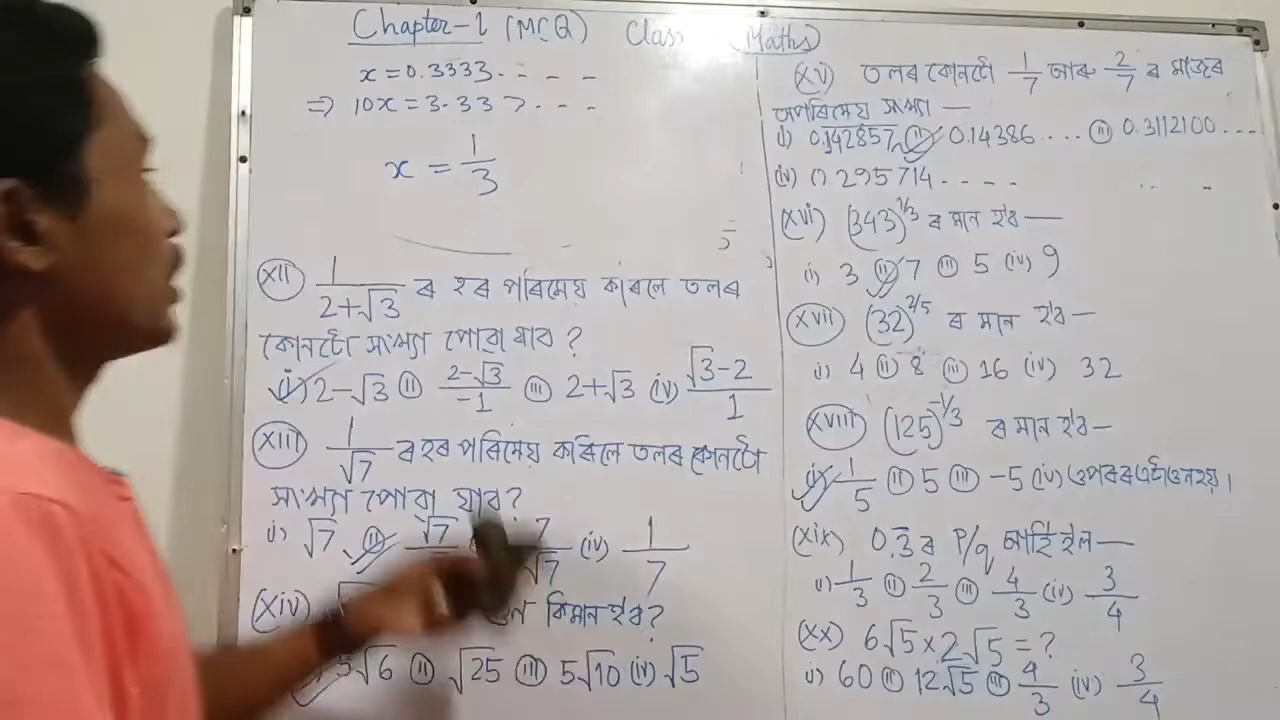 Chapter-1 (MCQ) Class (Maths)
x = 0.3333. - - -
⇒ 10x = 3.333. - - -
x = 1/3
(XII) 1/(2+√3) ৰ হৰ পৰিমেয় কৰিলে তলৰ
কোনটো সংখ্যা পোৱা যাব ?
(i) 2-√3 (II) (2-√3)/-1 (III) 2+√3 (iv) (√3-2)/1
(XIII) 1/√7 ৰ হৰ পৰিমেয় কৰিলে তলৰ কোনটো
সংখ্যা পোৱা যাব?
(i) √7 (II) √7 7/√7 (iv) 1/7
(XIV) কিমান হ'ব?
5√6 (II) √25 (III) 5√10 (iv) √5
(XV) তলৰ কোনটো 1/7 আৰু 2/7 ৰ মাজৰ
অপৰিমেয় সংখ্যা —
(i) 0.142857 (II) 0.14386 .... (III) 0.3112100 ....
(iv) 0.295714 - - - -
(XVI) (343)^1/3 ৰ মান হ'ব —
(i) 3 (II) 7 (III) 5 (iv) 9
(XVII) (32)^2/5 ৰ মান হ'ব —
(i) 4 (II) 8 (III) 16 (iv) 32
(XVIII) (125)^-1/3 ৰ মান হ'ব —
(i) 1/5 (II) 5 (III) -5 (iv) ওপৰৰ এটাও নহয়।
(XIX) 0.3̅ ৰ P/q আৰ্হি হ'ল —
(i) 1/3 (II) 2/3 (III) 4/3 (iv) 3/4
(XX) 6√5 x 2√5 = ?
(i) 60 (II) 12√5 (III) 4/3 (iv) 3/4